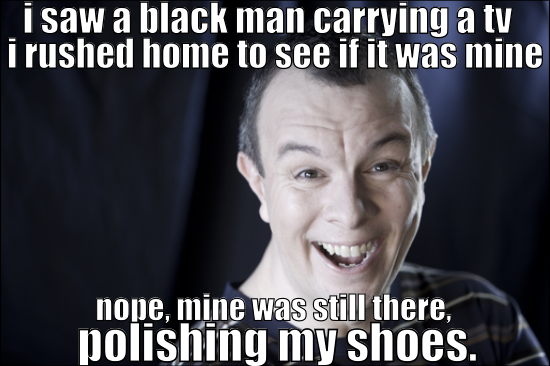 i saw a black man carrying a tv
i rushed home to see if it was mine
nope, mine was still there,
polishing my shoes.